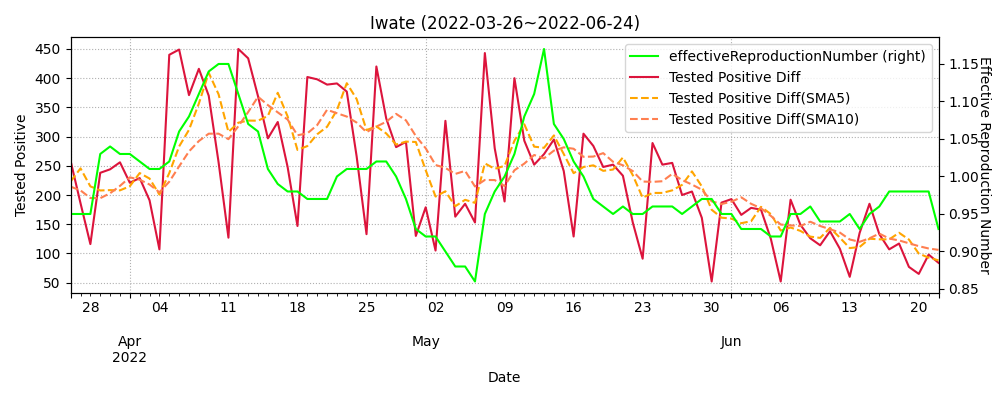 Iwate (2022-03-26~2022-06-24)
effectiveReproductionNumber (right)
Tested Positive Diff
Tested Positive Diff(SMA5)
Tested Positive Diff(SMA10)
Tested Positive
450
400
350
300
250
200
150
100
50
Effective Reproduction Number
1.15
1.10
1.05
1.00
0.95
0.90
0.85
28 04 11 18 25 02 09 16 23 30 06 13 20
Apr May Jun
2022
Date